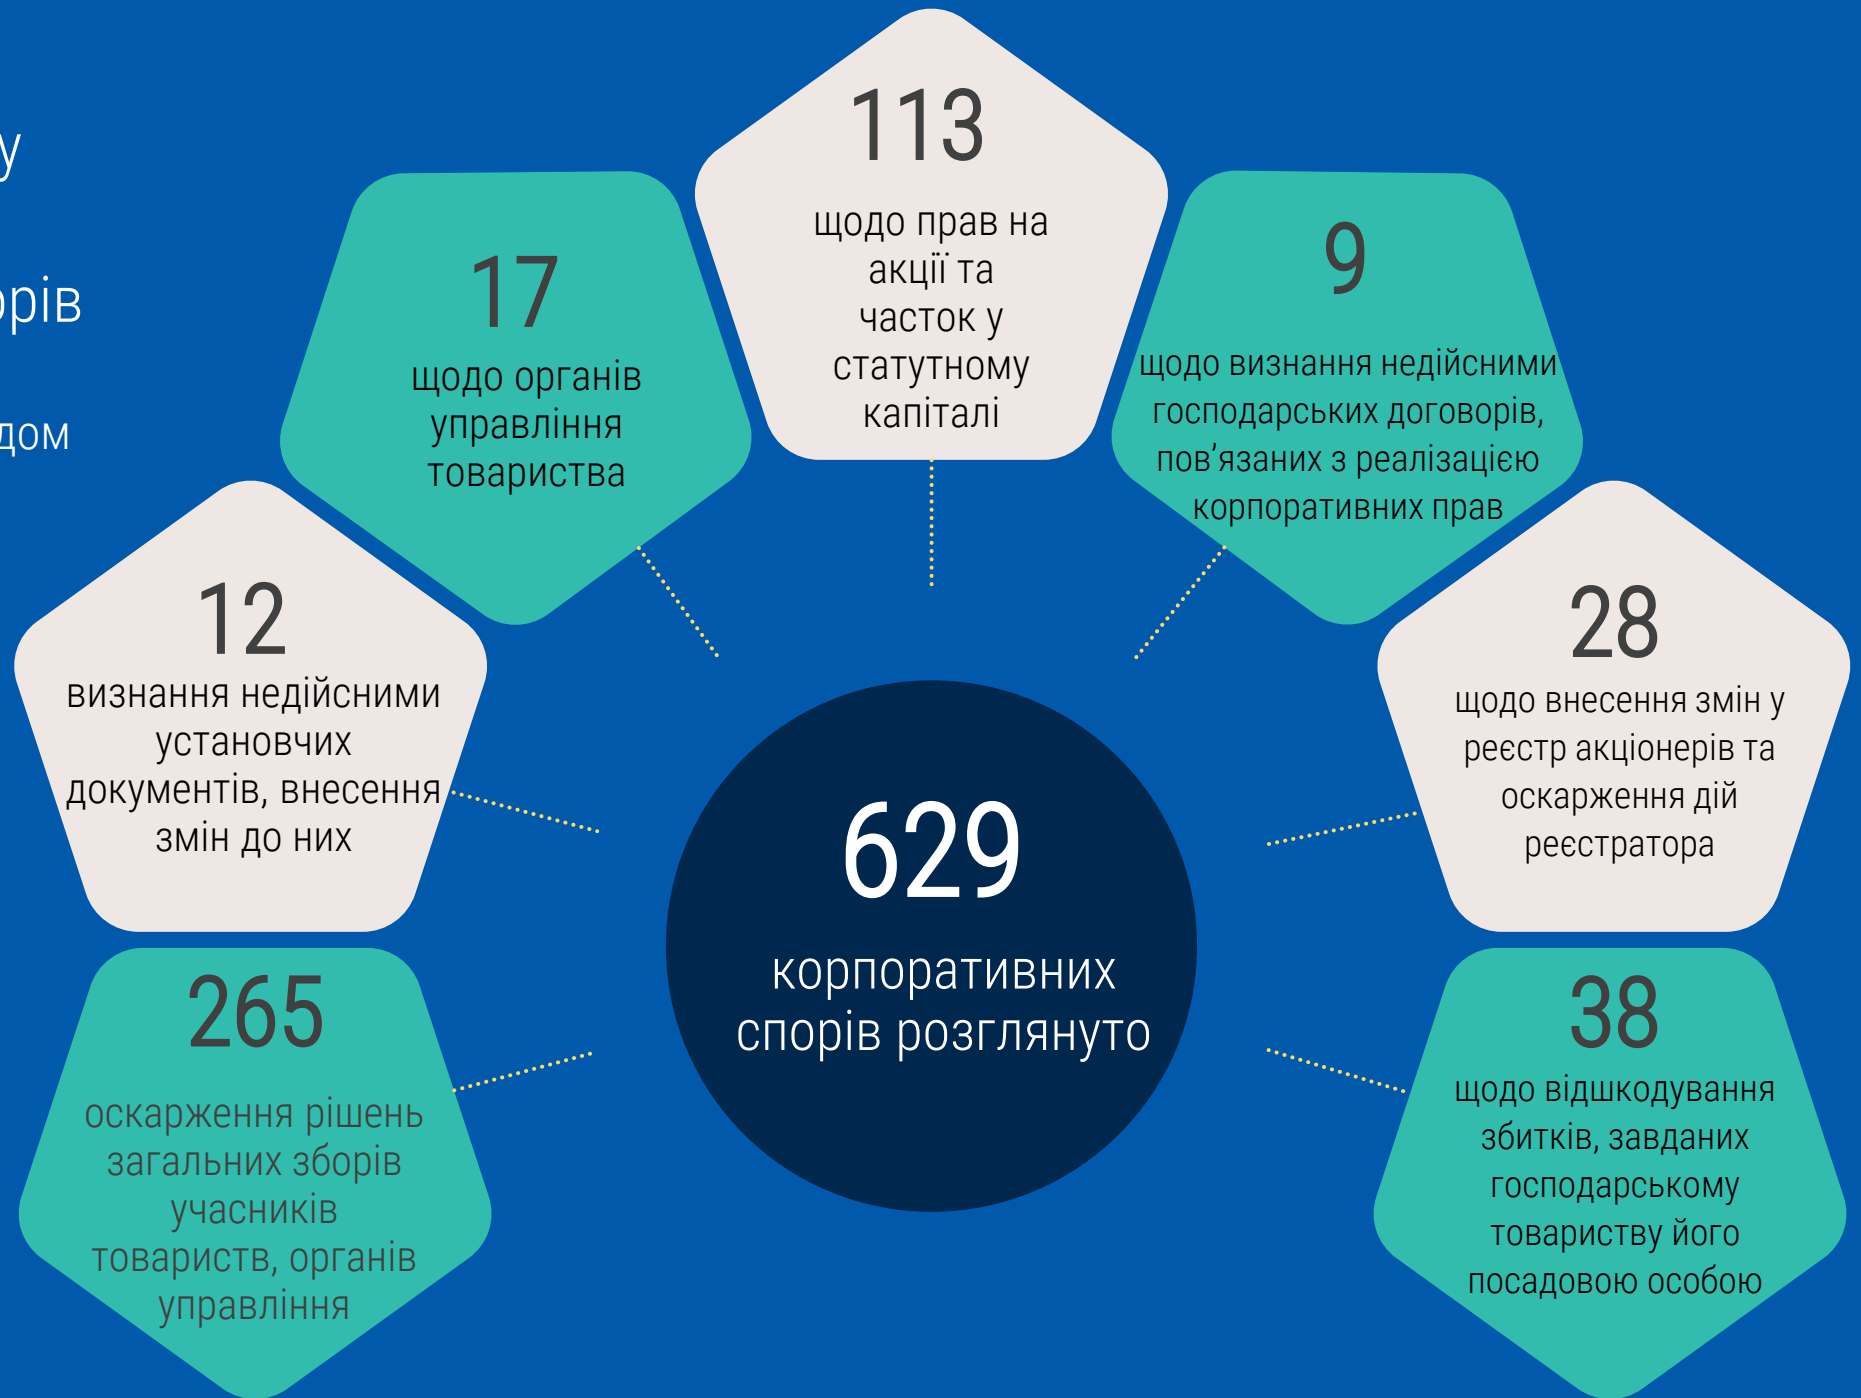 113
щодо прав на
акції та
часток у
статутному
капіталі
17
щодо органів
управління
товариства
9
щодо визнання недійсними
господарських договорів,
пов’язаних з реалізацією
корпоративних прав
12
визнання недійсними
установчих
документів, внесення
змін до них
28
щодо внесення змін у
реєстр акціонерів та
оскарження дій
реєстратора
629
корпоративних
спорів розглянуто
265
оскарження рішень
загальних зборів
учасників
товариств, органів
управління
38
щодо відшкодування
збитків, завданих
господарському
товариству його
посадовою особою